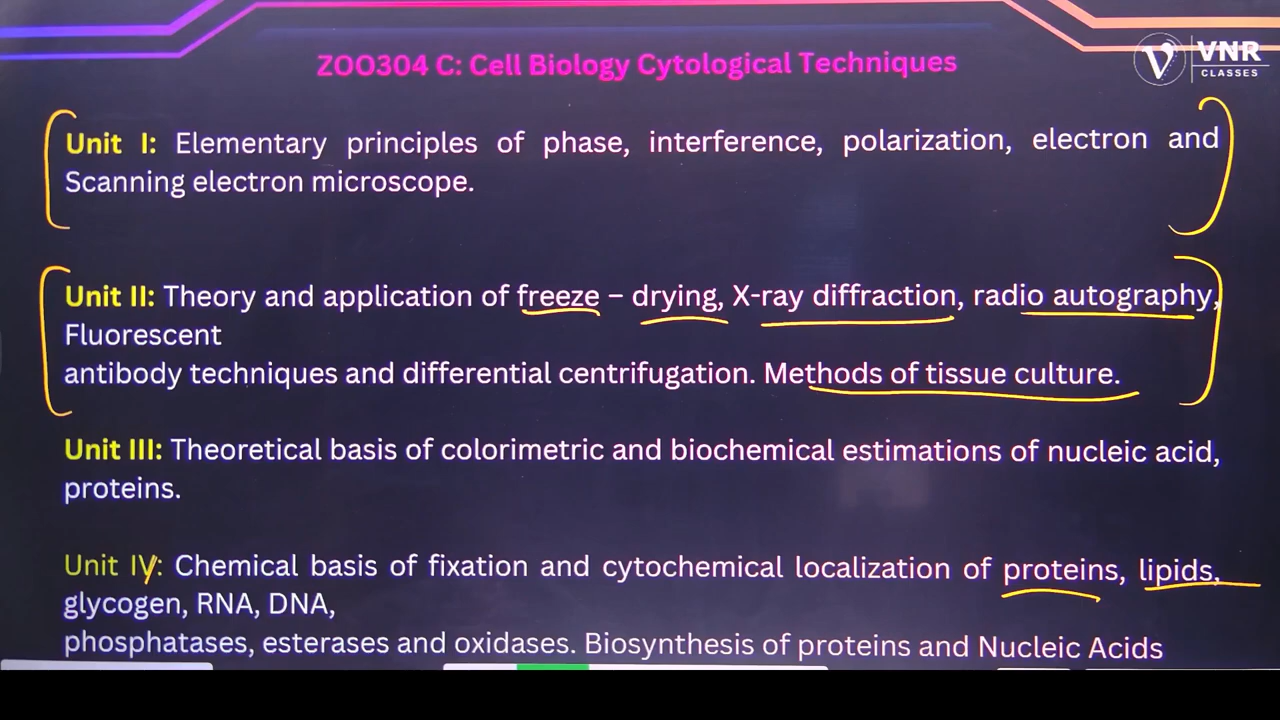 ZOO304 C: Cell Biology Cytological Techniques
VNR
CLASSES
Unit I: Elementary principles of phase, interference, polarization, electron and
Scanning electron microscope.
Unit II: Theory and application of freeze – drying, X-ray diffraction, radio autography,
Fluorescent
antibody techniques and differential centrifugation. Methods of tissue culture.
Unit III: Theoretical basis of colorimetric and biochemical estimations of nucleic acid,
proteins.
Unit IV: Chemical basis of fixation and cytochemical localization of proteins, lipids,
glycogen, RNA, DNA,
phosphatases, esterases and oxidases. Biosynthesis of proteins and Nucleic Acids